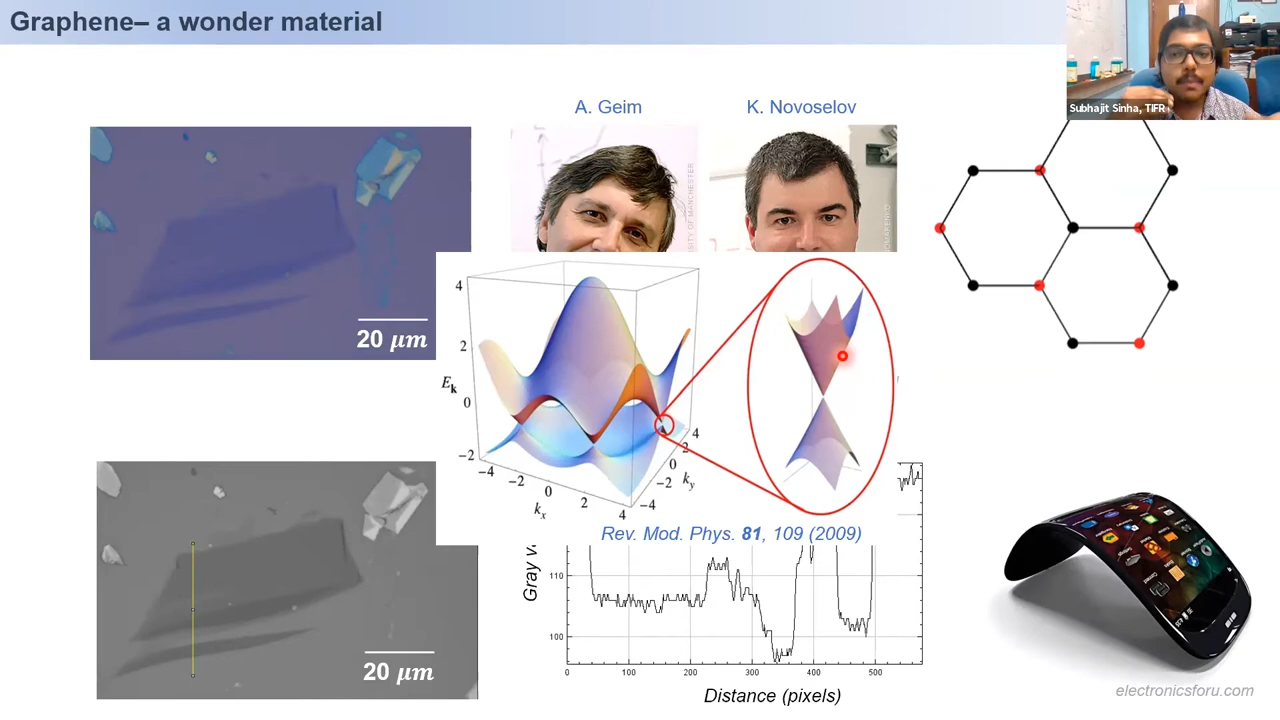 Graphene– a wonder material
Subhajit Sinha, TIFR
A. Geim
K. Novoselov
20 μm
4
2
0
−2
E_k
−4
−2
0
2
4
k_x
4
2
0
−2
−4
k_y
Rev. Mod. Phys. 81, 109 (2009)
20 μm
Gray v
110
100
0
100
200
300
400
500
Distance (pixels)
electronicsforu.com